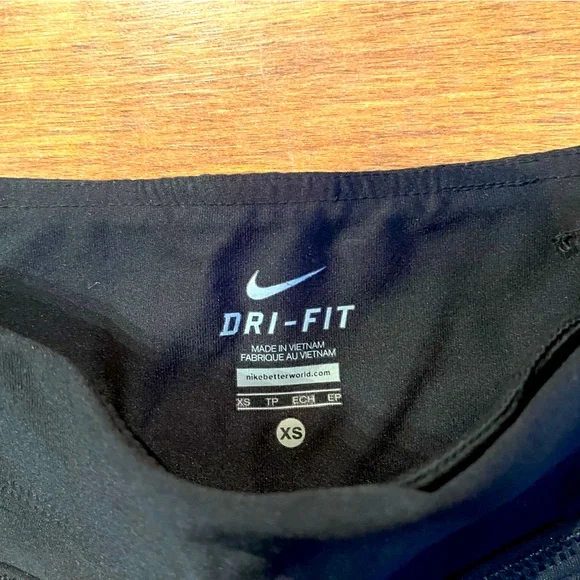 DRI-FIT
MADE IN VIETNAM
FABRIQUE AU VIETNAM
nikebetterworld.com
XS TP ECH EP
XS